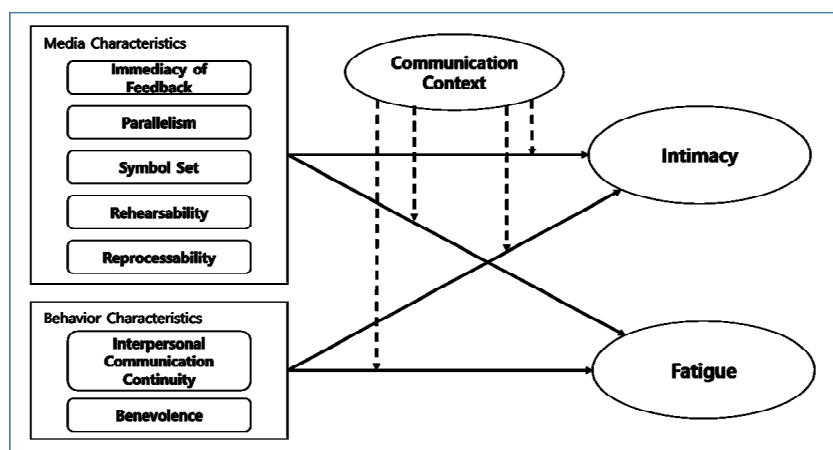 Media Characteristics
Immediacy of
Feedback
Parallelism
Symbol Set
Rehearsability
Reprocessability
Behavior Characteristics
Interpersonal
Communication
Continuity
Benevolence
Communication
Context
Intimacy
Fatigue